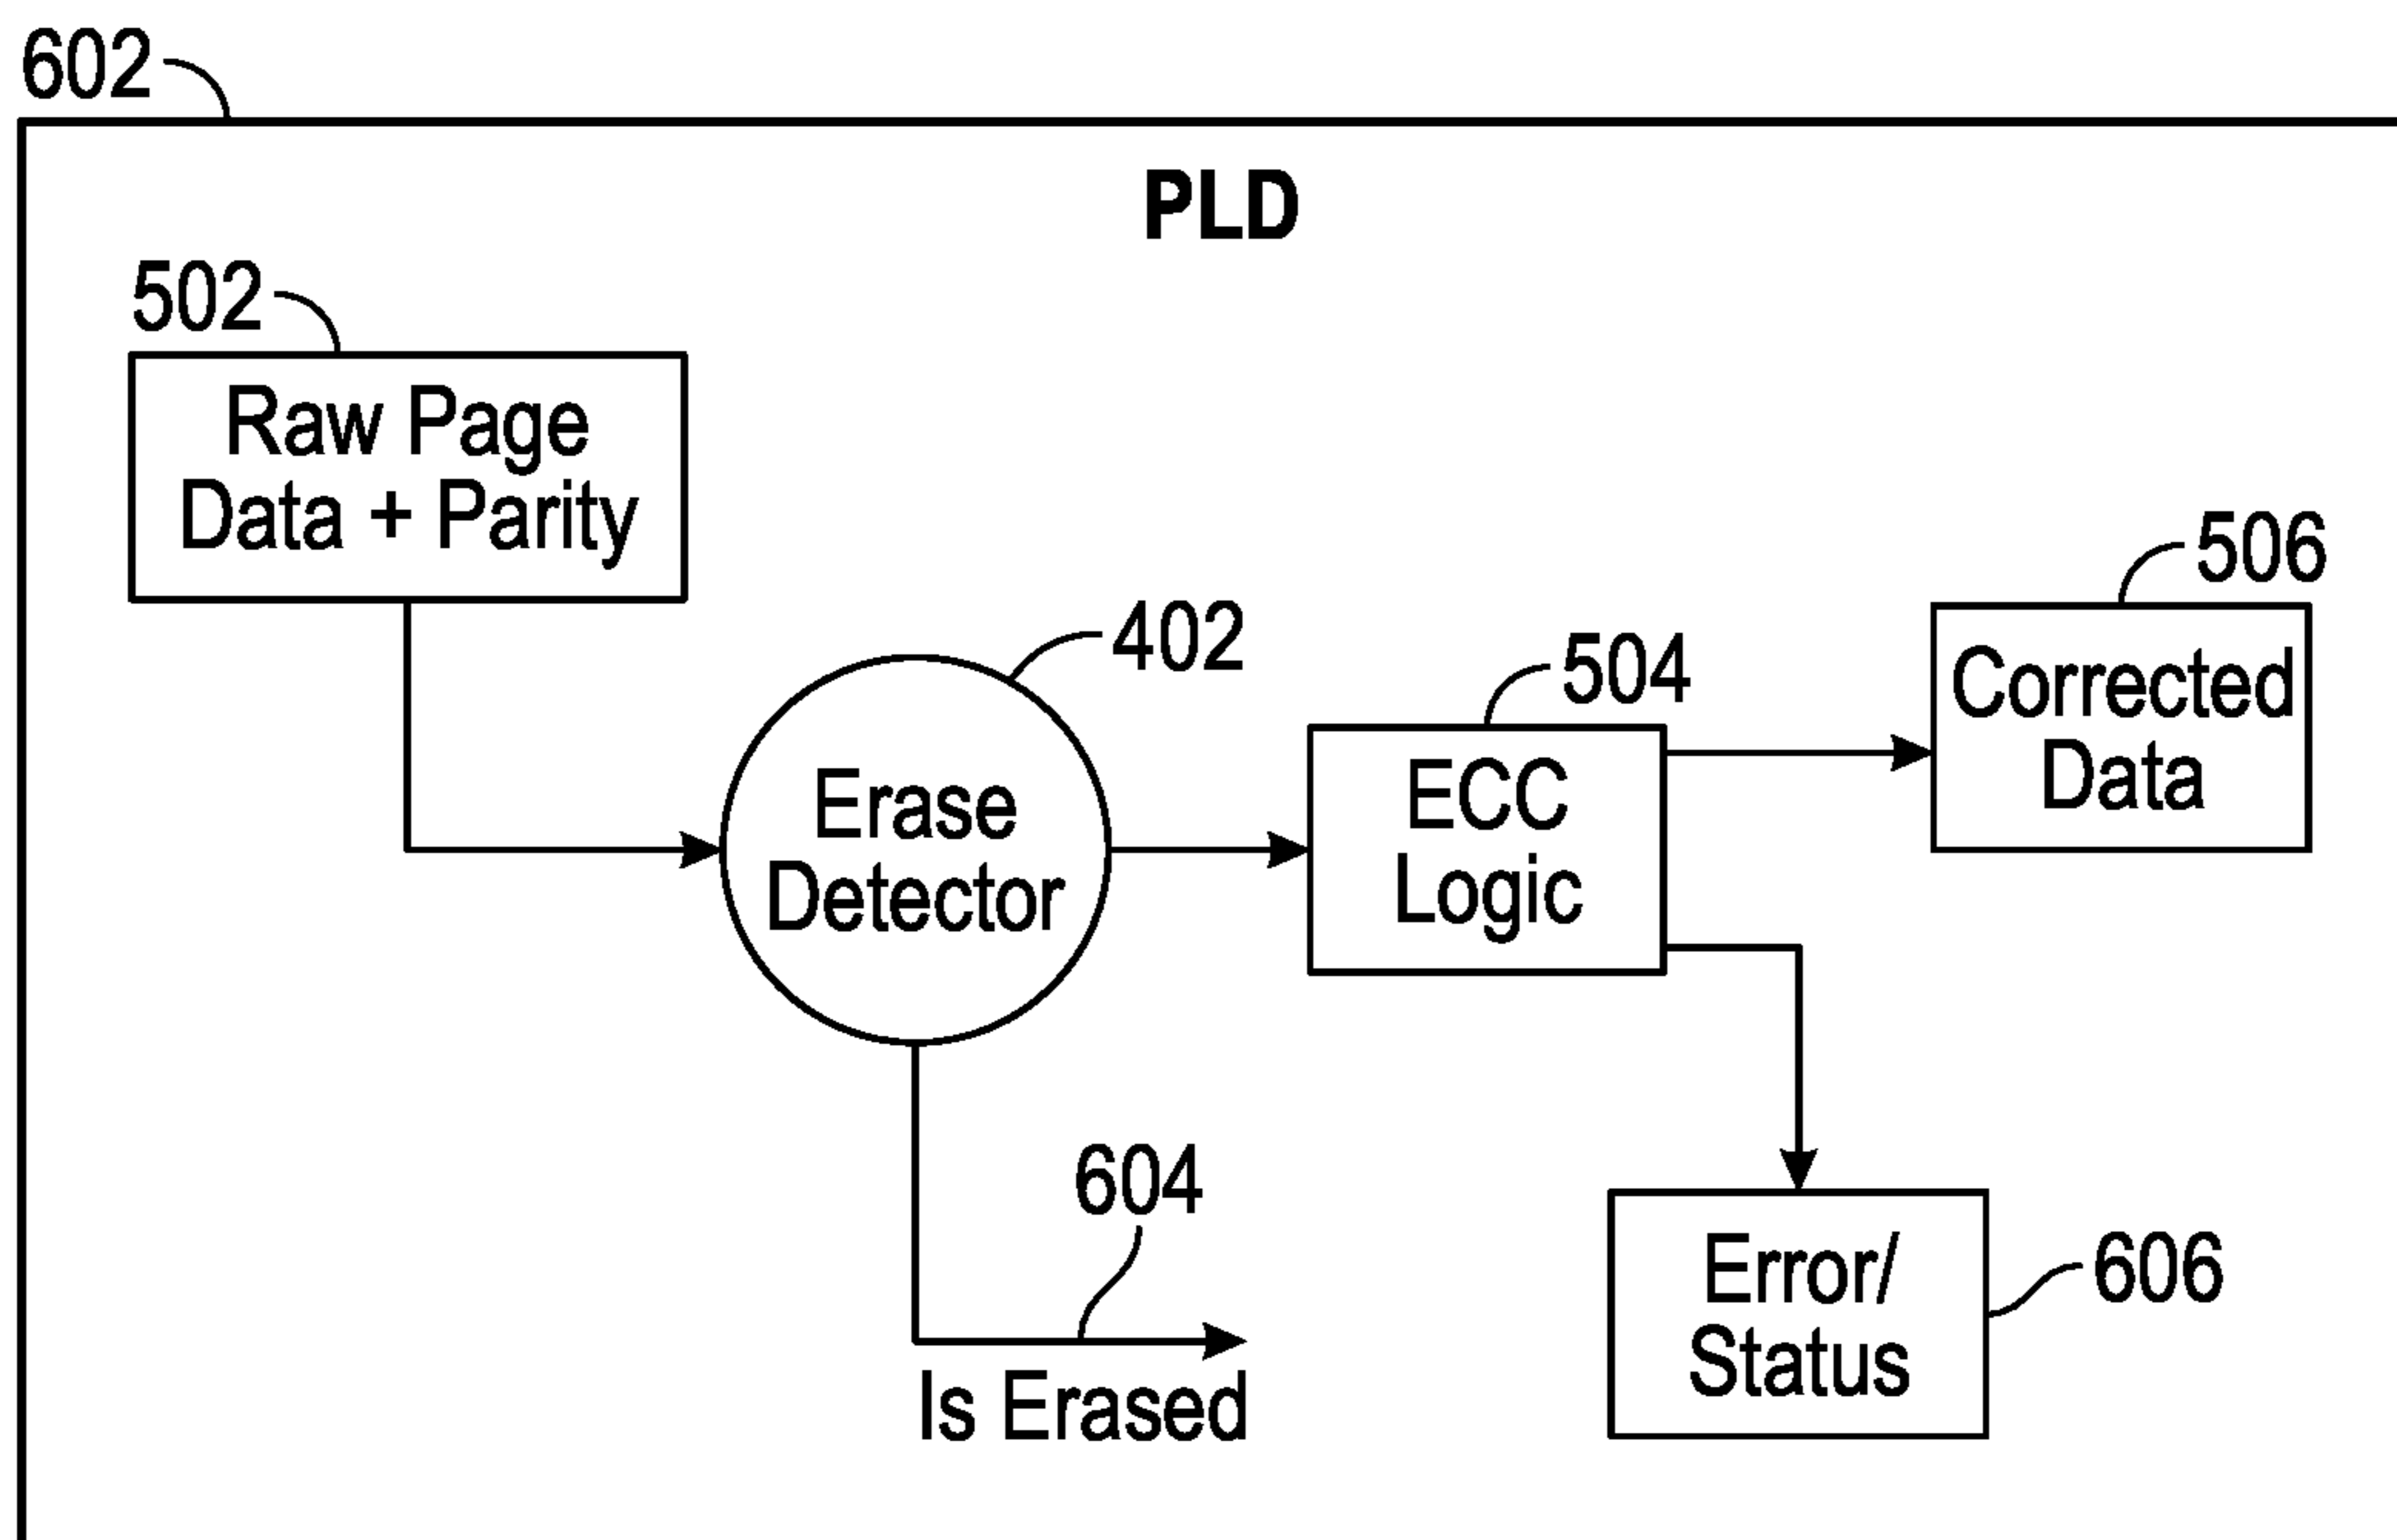 602
PLD
502
Raw Page
Data + Parity
506
Corrected
Data
402
504
Erase
Detector
ECC
Logic
604
Is Erased
Error/
Status
606